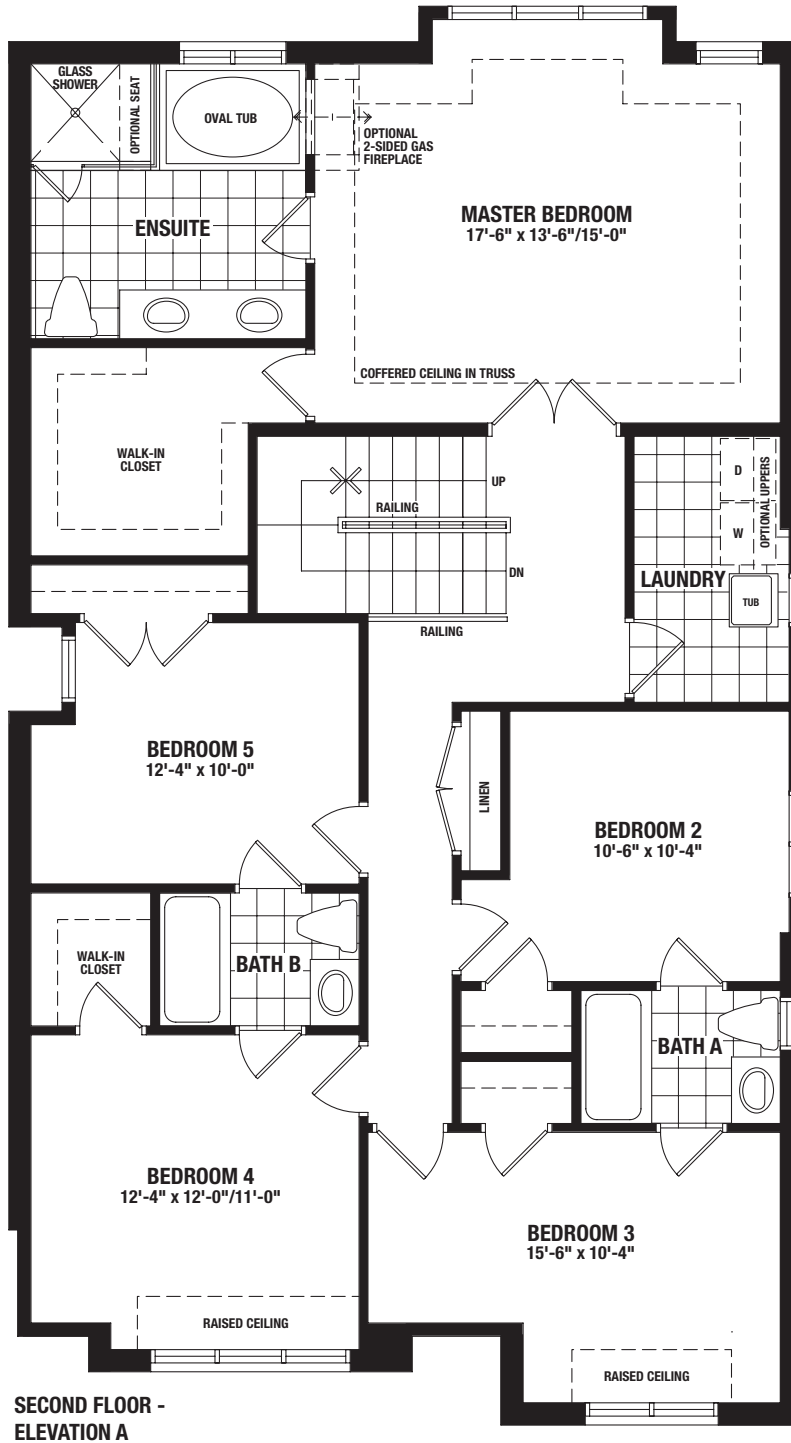 GLASS
SHOWER
OPTIONAL SEAT
OVAL TUB
OPTIONAL
2-SIDED GAS
FIREPLACE
ENSUITE
MASTER BEDROOM
17'-6" x 13'-6"/15'-0"
COFFERED CEILING IN TRUSS
WALK-IN
CLOSET
UP
RAILING
DN
RAILING
D
W
OPTIONAL UPPERS
LAUNDRY
TUB
BEDROOM 5
12'-4" x 10'-0"
LINEN
BEDROOM 2
10'-6" x 10'-4"
WALK-IN
CLOSET
BATH B
BATH A
BEDROOM 4
12'-4" x 12'-0"/11'-0"
BEDROOM 3
15'-6" x 10'-4"
RAISED CEILING
RAISED CEILING
SECOND FLOOR -
ELEVATION A